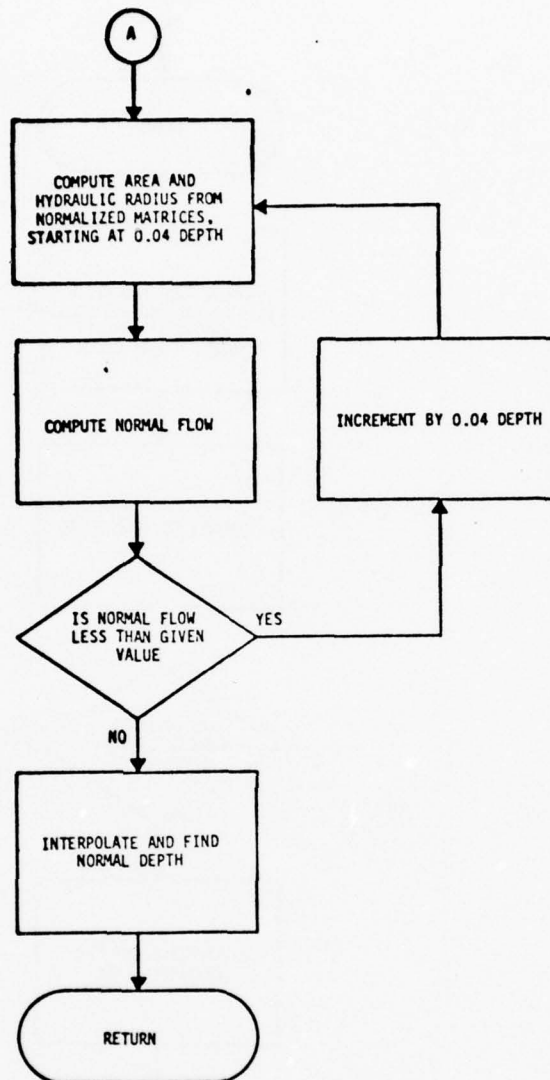 A
COMPUTE AREA AND
HYDRAULIC RADIUS FROM
NORMALIZED MATRICES,
STARTING AT 0.04 DEPTH
COMPUTE NORMAL FLOW
INCREMENT BY 0.04 DEPTH
IS NORMAL FLOW
LESS THAN GIVEN
VALUE
YES
NO
INTERPOLATE AND FIND
NORMAL DEPTH
RETURN